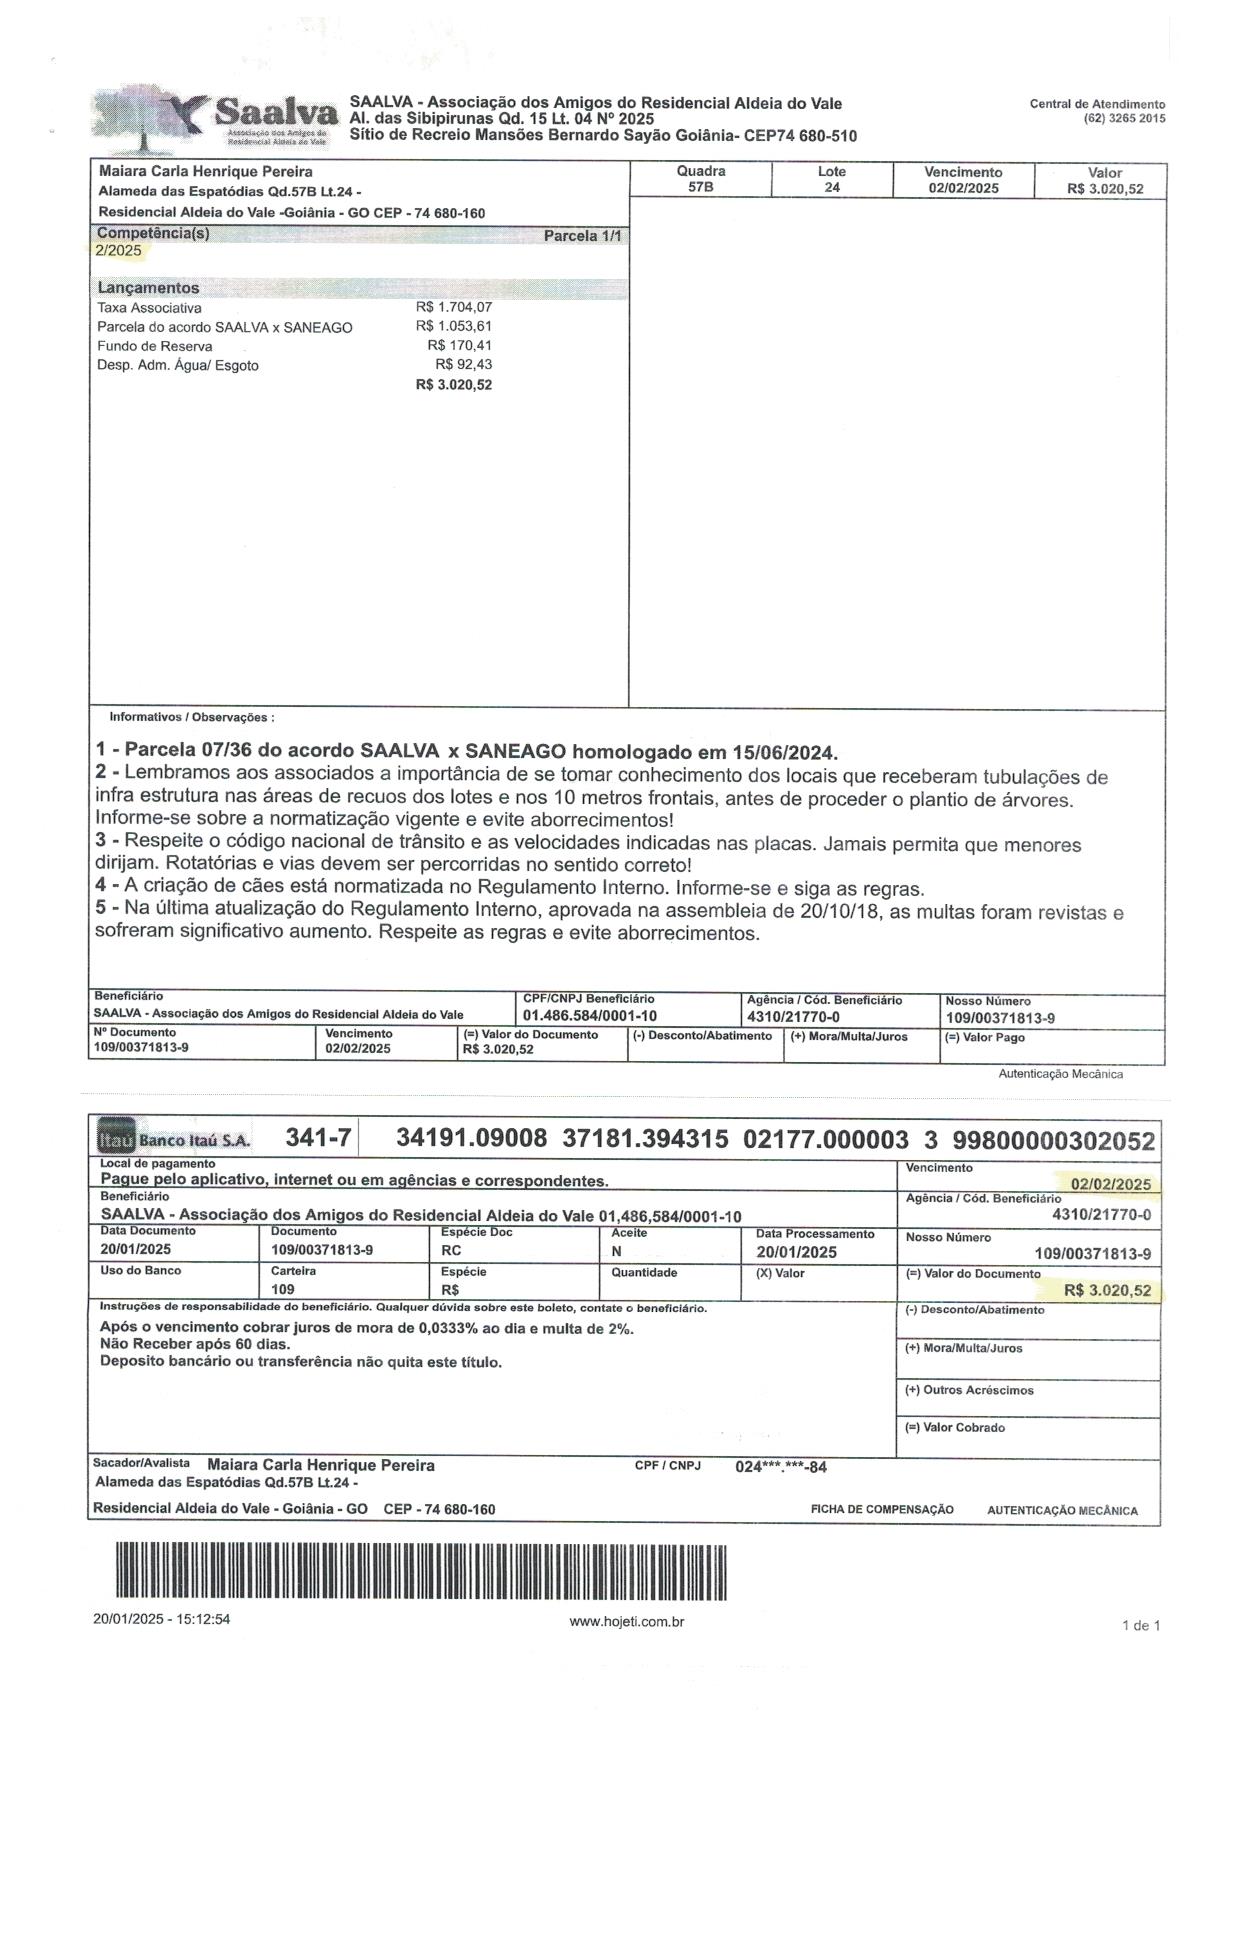 Saalva
Associação dos Amigos do
Residencial Aldeia do Vale
SAALVA - Associação dos Amigos do Residencial Aldeia do Vale
Al. das Sibipirunas Qd. 15 Lt. 04 Nº 2025
Sítio de Recreio Mansões Bernardo Sayão Goiânia- CEP74 680-510
Central de Atendimento
(62) 3265 2015
Maiara Carla Henrique Pereira
Alameda das Espatódias Qd.57B Lt.24 -
Residencial Aldeia do Vale -Goiânia - GO CEP - 74 680-160
Quadra Lote Vencimento Valor
57B 24 02/02/2025 R$ 3.020,52
Competência(s) Parcela 1/1
2/2025
Lançamentos
Taxa Associativa R$ 1.704,07
Parcela do acordo SAALVA x SANEAGO R$ 1.053,61
Fundo de Reserva R$ 170,41
Desp. Adm. Água/ Esgoto R$ 92,43
R$ 3.020,52
Informativos / Observações :
1 - Parcela 07/36 do acordo SAALVA x SANEAGO homologado em 15/06/2024.
2 - Lembramos aos associados a importância de se tomar conhecimento dos locais que receberam tubulações de
infra estrutura nas áreas de recuos dos lotes e nos 10 metros frontais, antes de proceder o plantio de árvores.
Informe-se sobre a normatização vigente e evite aborrecimentos!
3 - Respeite o código nacional de trânsito e as velocidades indicadas nas placas. Jamais permita que menores
dirijam. Rotatórias e vias devem ser percorridas no sentido correto!
4 - A criação de cães está normatizada no Regulamento Interno. Informe-se e siga as regras.
5 - Na última atualização do Regulamento Interno, aprovada na assembleia de 20/10/18, as multas foram revistas e
sofreram significativo aumento. Respeite as regras e evite aborrecimentos.
Beneficiário CPF/CNPJ Beneficiário Agência / Cód. Beneficiário Nosso Número
SAALVA - Associação dos Amigos do Residencial Aldeia do Vale 01.486.584/0001-10 4310/21770-0 109/00371813-9
Nº Documento Vencimento (=) Valor do Documento (-) Desconto/Abatimento (+) Mora/Multa/Juros (=) Valor Pago
109/00371813-9 02/02/2025 R$ 3.020,52
Autenticação Mecânica
Itaú Banco Itaú S.A. 341-7 34191.09008 37181.394315 02177.000003 3 99800000302052
Local de pagamento Vencimento
Pague pelo aplicativo, internet ou em agências e correspondentes. 02/02/2025
Beneficiário Agência / Cód. Beneficiário
SAALVA - Associação dos Amigos do Residencial Aldeia do Vale 01,486,584/0001-10 4310/21770-0
Data Documento Documento Espécie Doc Aceite Data Processamento Nosso Número
20/01/2025 109/00371813-9 RC N 20/01/2025 109/00371813-9
Uso do Banco Carteira Espécie Quantidade (X) Valor (=) Valor do Documento
109 R$ R$ 3.020,52
Instruções de responsabilidade do beneficiário. Qualquer dúvida sobre este boleto, contate o beneficiário. (-) Desconto/Abatimento
Após o vencimento cobrar juros de mora de 0,0333% ao dia e multa de 2%.
Não Receber após 60 dias. (+) Mora/Multa/Juros
Deposito bancário ou transferência não quita este título.
(+) Outros Acréscimos
(=) Valor Cobrado
Sacador/Avalista Maiara Carla Henrique Pereira CPF / CNPJ 024***.***-84
Alameda das Espatódias Qd.57B Lt.24 -
Residencial Aldeia do Vale - Goiânia - GO CEP - 74 680-160 FICHA DE COMPENSAÇÃO AUTENTICAÇÃO MECÂNICA
20/01/2025 - 15:12:54 www.hojeti.com.br 1 de 1